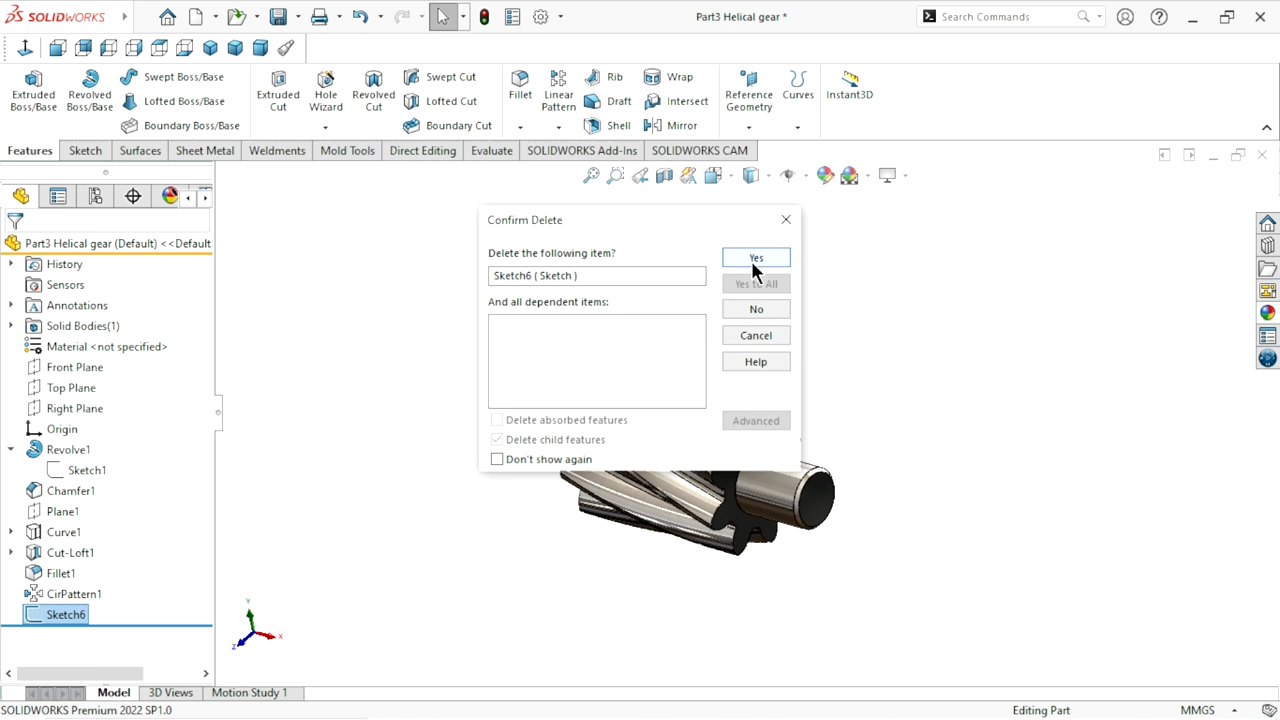 SOLIDWORKS
Part3 Helical gear *
Search Commands
Extruded Boss/Base
Revolved Boss/Base
Swept Boss/Base
Lofted Boss/Base
Boundary Boss/Base
Extruded Cut
Hole Wizard
Revolved Cut
Swept Cut
Lofted Cut
Boundary Cut
Fillet
Linear Pattern
Rib
Draft
Shell
Wrap
Intersect
Mirror
Reference Geometry
Curves
Instant3D
Features
Sketch
Surfaces
Sheet Metal
Weldments
Mold Tools
Direct Editing
Evaluate
SOLIDWORKS Add-Ins
SOLIDWORKS CAM
Part3 Helical gear (Default) <<Default
History
Sensors
Annotations
Solid Bodies(1)
Material <not specified>
Front Plane
Top Plane
Right Plane
Origin
Revolve1
Sketch1
Chamfer1
Plane1
Curve1
Cut-Loft1
Fillet1
CirPattern1
Sketch6
Confirm Delete
Delete the following item?
Sketch6 ( Sketch )
And all dependent items:
Delete absorbed features
Delete child features
Don't show again
Yes
Yes to All
No
Cancel
Help
Advanced
Y
X
Z
Model
3D Views
Motion Study 1
SOLIDWORKS Premium 2022 SP1.0
Editing Part
MMGS